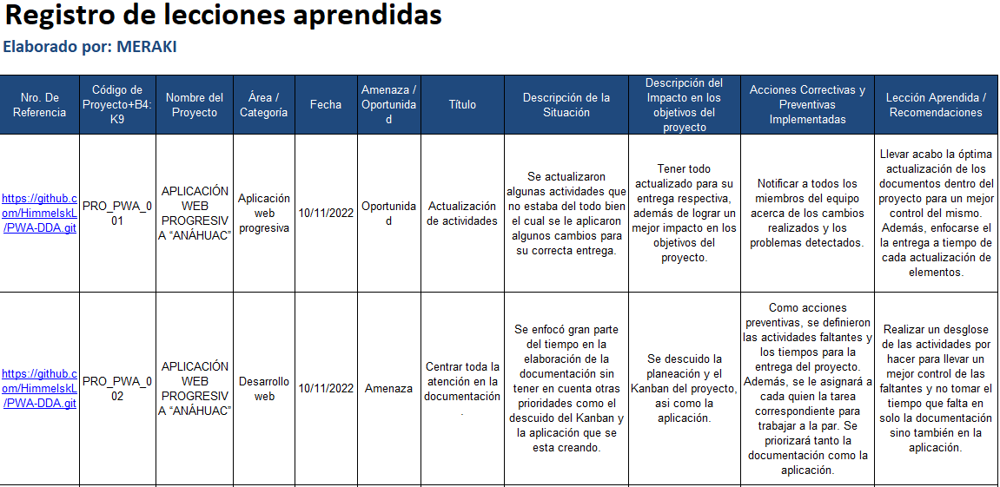 Registro de lecciones aprendidas
Elaborado por: MERAKI
Nro. De
Referencia
Código de
Proyecto+B4:
K9
Nombre del
Proyecto
Área /
Categoría
Fecha
Amenaza /
Oportunida
d
Título
Descripción de la
Situación
Descripción del
Impacto en los
objetivos del
proyecto
Acciones Correctivas y
Preventivas
Implementadas
Lección Aprendida /
Recomendaciones
https://github.c
om/HimmelskL
/PWA-DDA.git
PRO_PWA_0
01
APLICACIÓN
WEB
PROGRESIV
A “ANÁHUAC”
Aplicación
web
progresiva
10/11/2022
Oportunida
d
Actualización
de actividades
Se actualizaron
algunas actividades que
no estaba del todo bien
el cual se le aplicaron
algunos cambios para
su correcta entrega.
Tener todo
actualizado para su
entrega respectiva,
además de lograr un
mejor impacto en los
objetivos del
proyecto.
Notificar a todos los
miembros del equipo
acerca de los cambios
realizados y los
problemas detectados.
Llevar acabo la óptima
actualización de los
documentos dentro del
proyecto para un mejor
control del mismo.
Además, enfocarse el
la entrega a tiempo de
cada actualización de
elementos.
https://github.c
om/HimmelskL
/PWA-DDA.git
PRO_PWA_0
02
APLICACIÓN
WEB
PROGRESIV
A “ANÁHUAC”
Desarrollo
web
10/11/2022
Amenaza
Centrar toda la
atención en la
documentación
.
Se enfocó gran parte
del tiempo en la
elaboración de la
documentación sin
tener en cuenta otras
prioridades como el
descuido del Kanban y
la aplicación que se
esta creando.
Se descuido la
planeación y el
Kanban del proyecto,
asi como la
aplicación.
Como acciones
preventivas, se definieron
las actividades faltantes y
los tiempos para la
entrega del proyecto.
Además, se le asignará a
cada quien la tarea
correspondiente para
trabajar a la par. Se
priorizará tanto la
documentación como la
aplicación.
Realizar un desglose
de las actividades por
hacer para llevar un
mejor control de las
faltantes y no tomar el
tiempo que falta en
solo la documentación
sino también en la
aplicación.